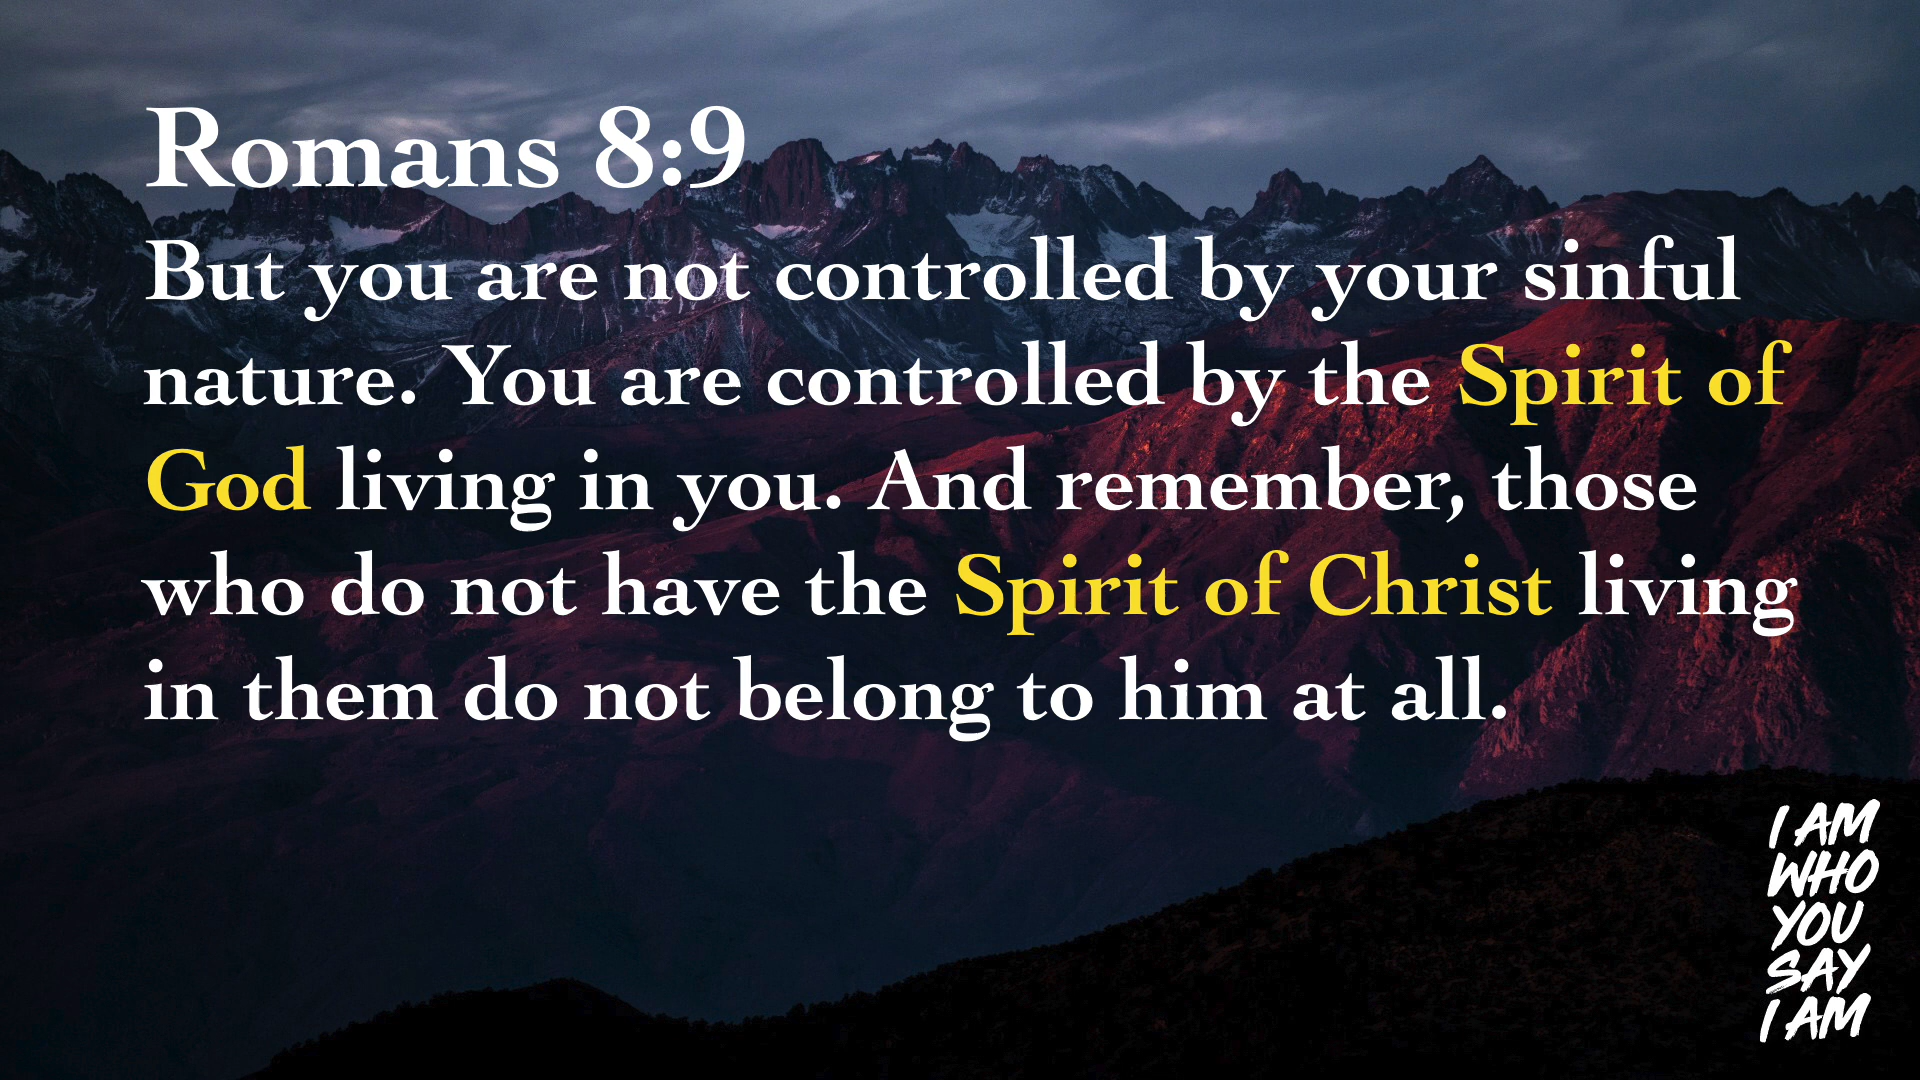 Romans 8:9
But you are not controlled by your sinful
nature. You are controlled by the Spirit of
God living in you. And remember, those
who do not have the Spirit of Christ living
in them do not belong to him at all.
I AM
WHO
YOU
SAY
I AM